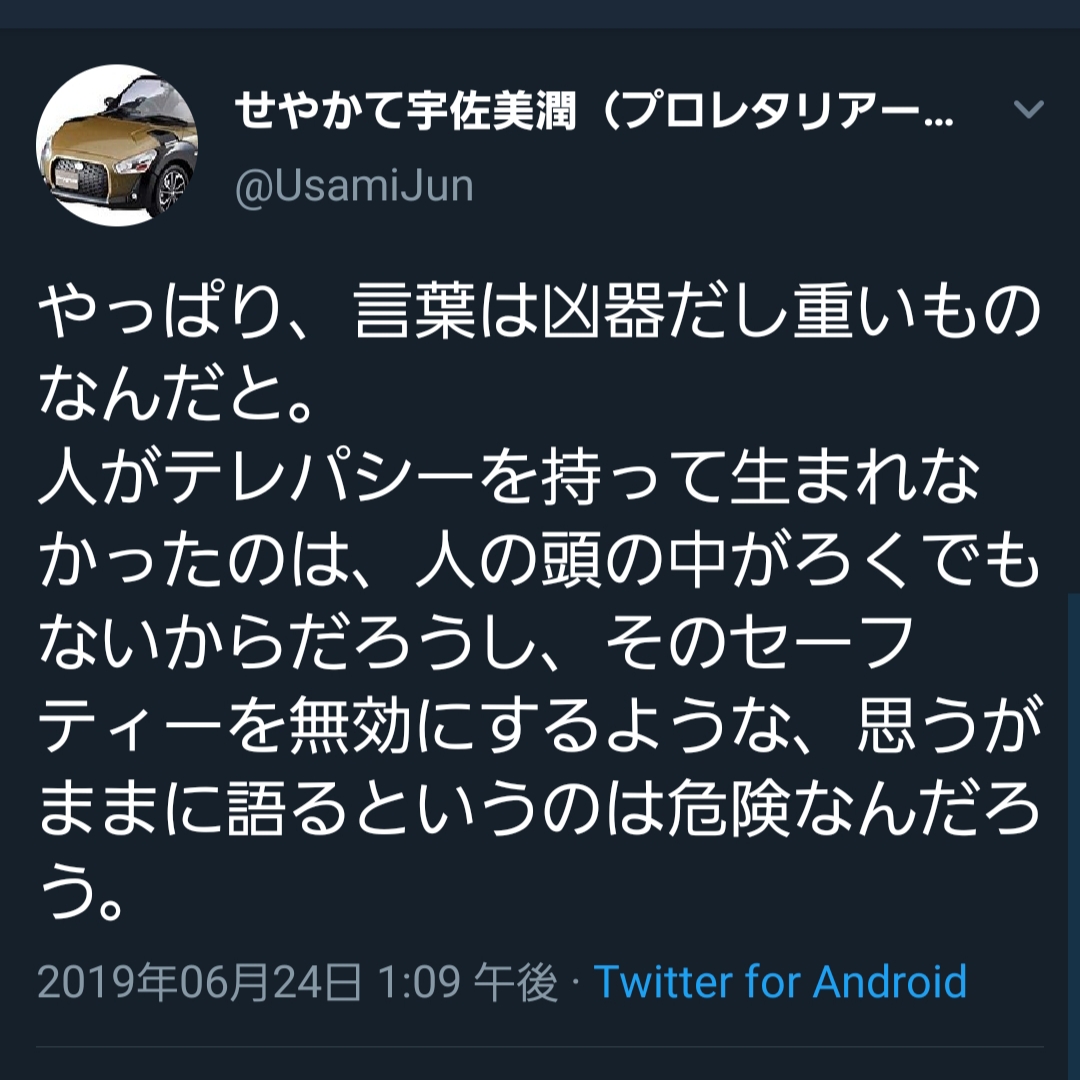 せやかて宇佐美潤（プロレタリアー...
@UsamiJun
やっぱり、言葉は凶器だし重いもの
なんだと。
人がテレパシーを持って生まれな
かったのは、人の頭の中がろくでも
ないからだろうし、そのセーフ
ティーを無効にするような、思うが
ままに語るというのは危険なんだろ
う。
2019年06月24日 1:09 午後 · Twitter for Android